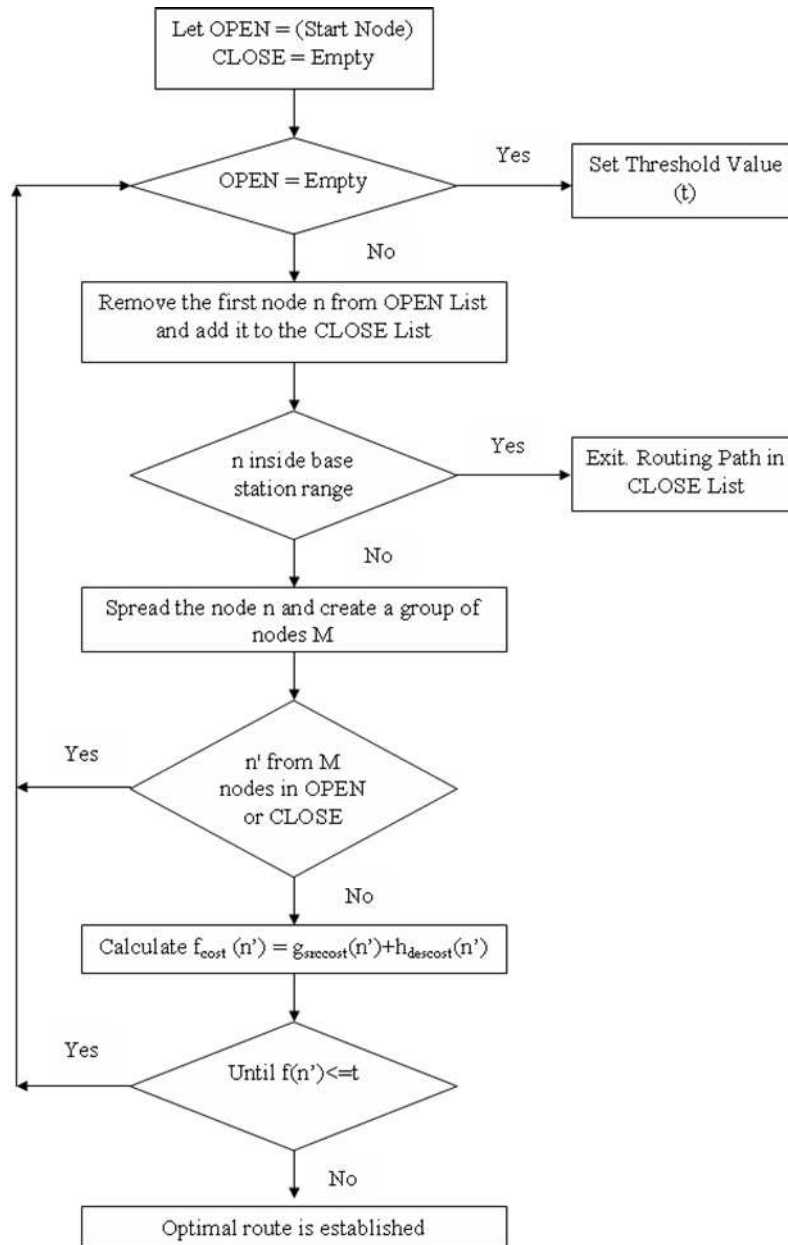 Let OPEN = (Start Node)
CLOSE = Empty
OPEN = Empty
Yes
Set Threshold Value
(t)
No
Remove the first node n from OPEN List
and add it to the CLOSE List
n inside base
station range
Yes
Exit. Routing Path in
CLOSE List
No
Spread the node n and create a group of
nodes M
Yes
n' from M
nodes in OPEN
or CLOSE
No
Calculate fcost (n’) = gsrccost(n’)+hdescost(n’)
Yes
Until f(n’)<=t
No
Optimal route is established